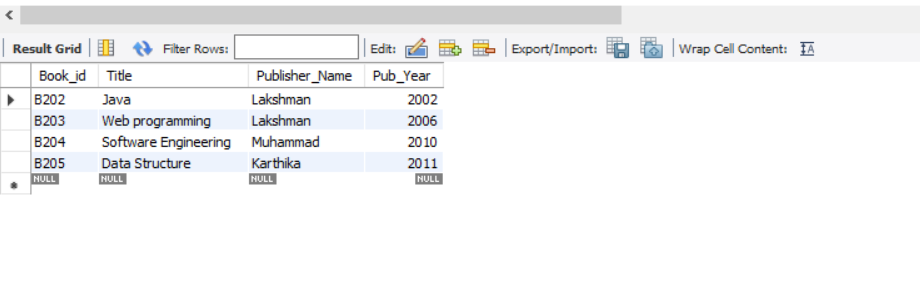 Result Grid Filter Rows: Edit: Export/Import: Wrap Cell Content: IA
Book_id Title Publisher_Name Pub_Year
B202 Java Lakshman 2002
B203 Web programming Lakshman 2006
B204 Software Engineering Muhammad 2010
B205 Data Structure Karthika 2011
NULL NULL NULL NULL